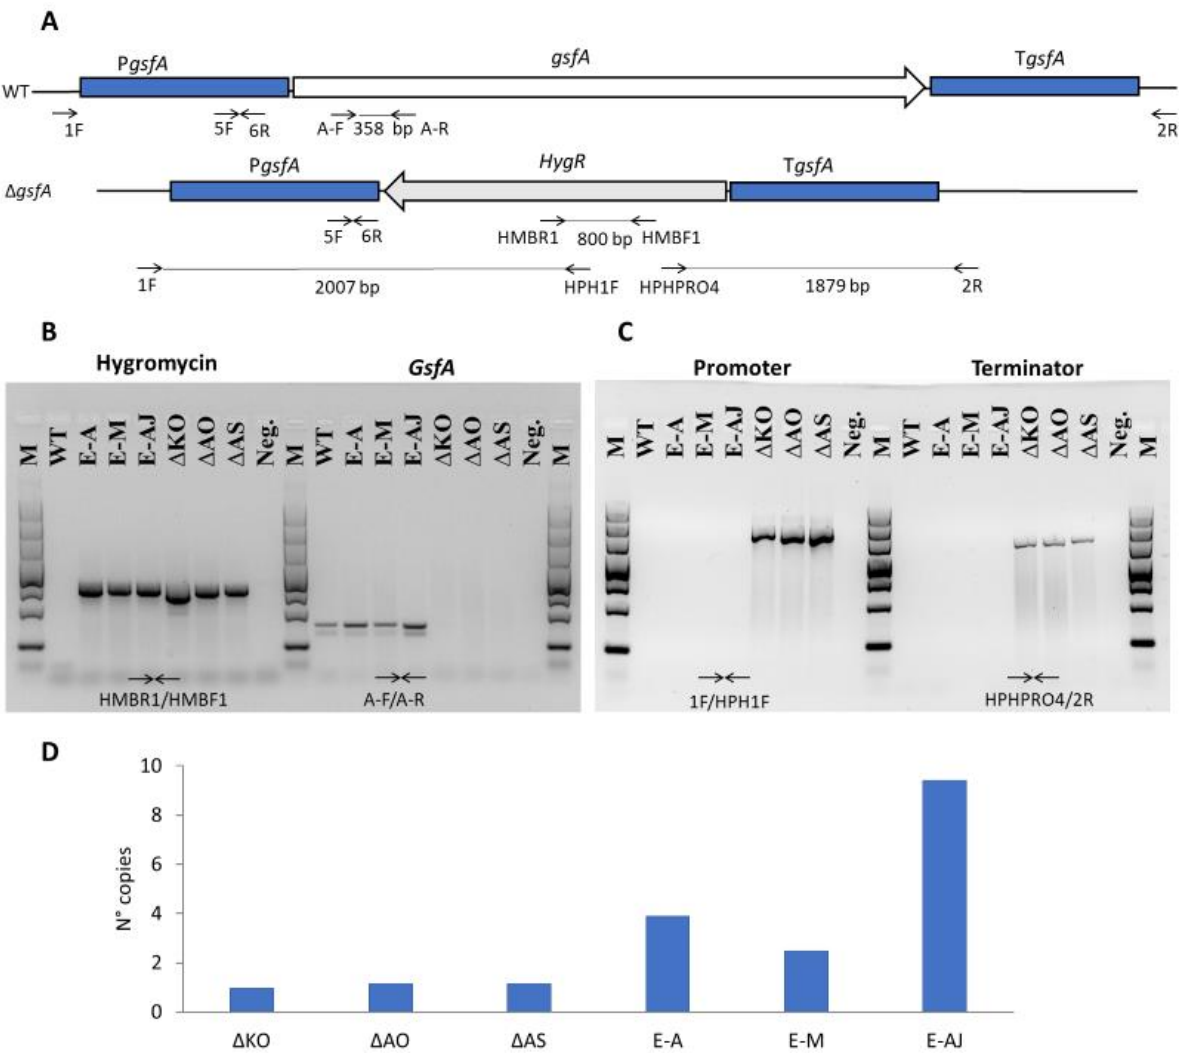 A
PgsfA gsfA TgsfA
WT
1F 5F 6R A-F 358 bp A-R 2R
PgsfA HygR TgsfA
ΔgsfA
5F 6R HMBR1 800 bp HMBF1
1F 2007 bp HPH1F HPHPRO4 1879 bp 2R
B
Hygromycin GsfA
M WT E-A E-M E-AJ ΔKO ΔAO ΔAS Neg. M WT E-A E-M E-AJ ΔKO ΔAO ΔAS Neg. M
HMBR1/HMBF1 A-F/A-R
C
Promoter Terminator
M WT E-A E-M E-AJ ΔKO ΔAO ΔAS Neg. M WT E-A E-M E-AJ ΔKO ΔAO ΔAS Neg. M
1F/HPH1F HPHPRO4/2R
D
N° copies
10
8
6
4
2
0
ΔKO ΔAO ΔAS E-A E-M E-AJ